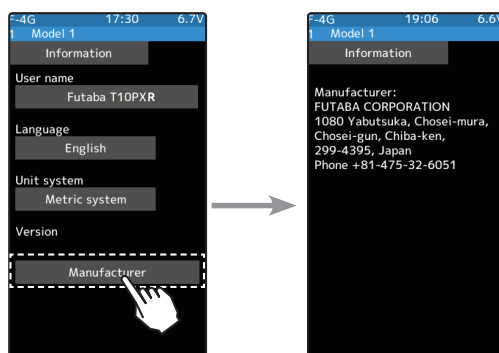 F-4G 17:30 6.7V
1 Model 1
Information
User name
Futaba T10PXR
Language
English
Unit system
Metric system
Version
Manufacturer
F-4G 19:06 6.6V
1 Model 1
Information
Manufacturer:
FUTABA CORPORATION
1080 Yabutsuka, Chosei-mura,
Chosei-gun, Chiba-ken,
299-4395, Japan
Phone +81-475-32-6051